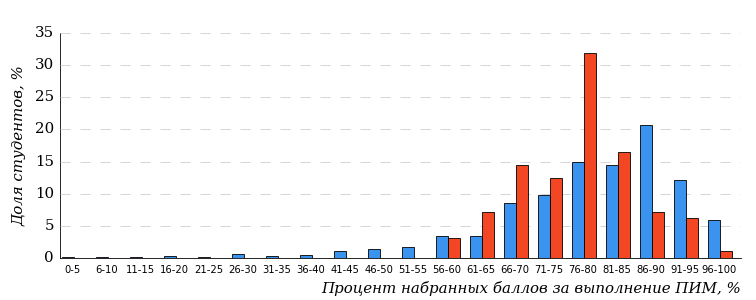 Доля студентов, %
35
30
25
20
15
10
5
0
0-5 6-10 11-15 16-20 21-25 26-30 31-35 36-40 41-45 46-50 51-55 56-60 61-65 66-70 71-75 76-80 81-85 86-90 91-95 96-100
Процент набранных баллов за выполнение ПИМ, %